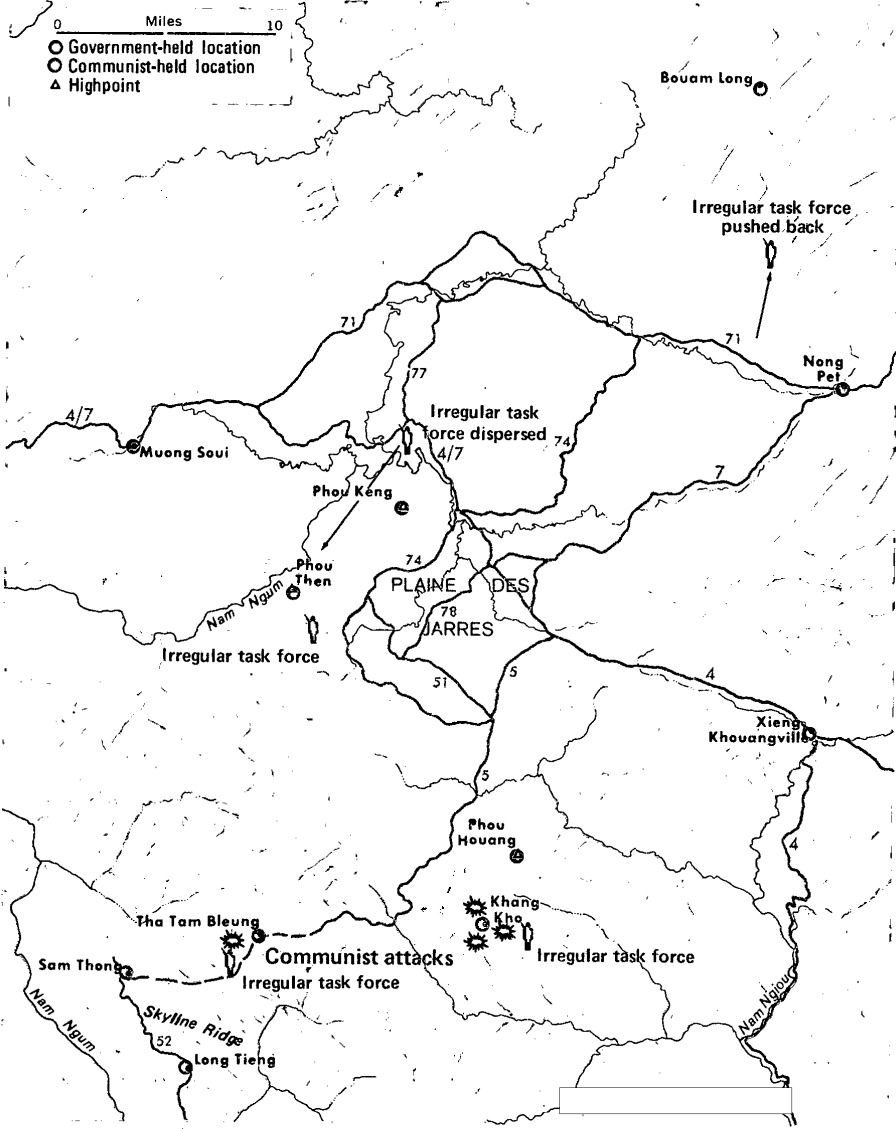 Miles
0 10
Government-held location
Communist-held location
Highpoint
Bouam Long
Irregular task force
pushed back
71
71
Nong
Pet
77
Irregular task
force dispersed
4/7
74
4/7
Muong Soui
7
Phou Keng
74
Phou
Then
PLAINE DES
78
JARRES
Nam Ngum
Irregular task force
51
5
4
Xieng
Khouangville
5
Phou
Houang
4
Khang
Kho
Tha Tam Bleung
Communist attacks
Irregular task force
Sam Thong
Irregular task force
Nam Ngum
Skyline Ridge
52
Long Tieng
Nam Ngiou